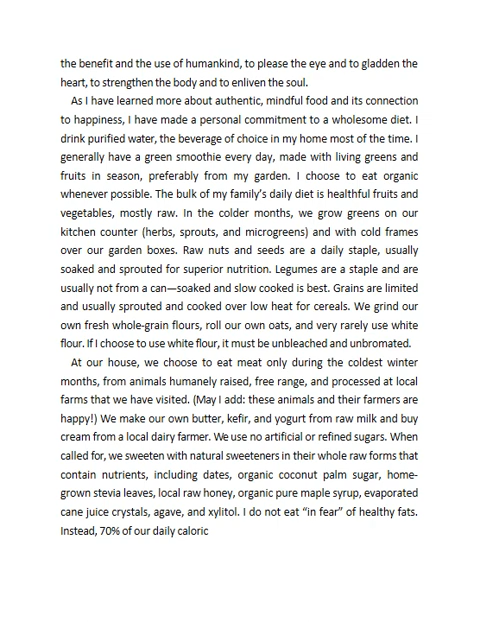 the benefit and the use of humankind, to please the eye and to gladden the
heart, to strengthen the body and to enliven the soul.
As I have learned more about authentic, mindful food and its connection
to happiness, I have made a personal commitment to a wholesome diet. I
drink purified water, the beverage of choice in my home most of the time. I
generally have a green smoothie every day, made with living greens and
fruits in season, preferably from my garden. I choose to eat organic
whenever possible. The bulk of my family’s daily diet is healthful fruits and
vegetables, mostly raw. In the colder months, we grow greens on our
kitchen counter (herbs, sprouts, and microgreens) and with cold frames
over our garden boxes. Raw nuts and seeds are a daily staple, usually
soaked and sprouted for superior nutrition. Legumes are a staple and are
usually not from a can—soaked and slow cooked is best. Grains are limited
and usually sprouted and cooked over low heat for cereals. We grind our
own fresh whole-grain flours, roll our own oats, and very rarely use white
flour. If I choose to use white flour, it must be unbleached and unbromated.
At our house, we choose to eat meat only during the coldest winter
months, from animals humanely raised, free range, and processed at local
farms that we have visited. (May I add: these animals and their farmers are
happy!) We make our own butter, kefir, and yogurt from raw milk and buy
cream from a local dairy farmer. We use no artificial or refined sugars. When
called for, we sweeten with natural sweeteners in their whole raw forms that
contain nutrients, including dates, organic coconut palm sugar, home-
grown stevia leaves, local raw honey, organic pure maple syrup, evaporated
cane juice crystals, agave, and xylitol. I do not eat “in fear” of healthy fats.
Instead, 70% of our daily caloric